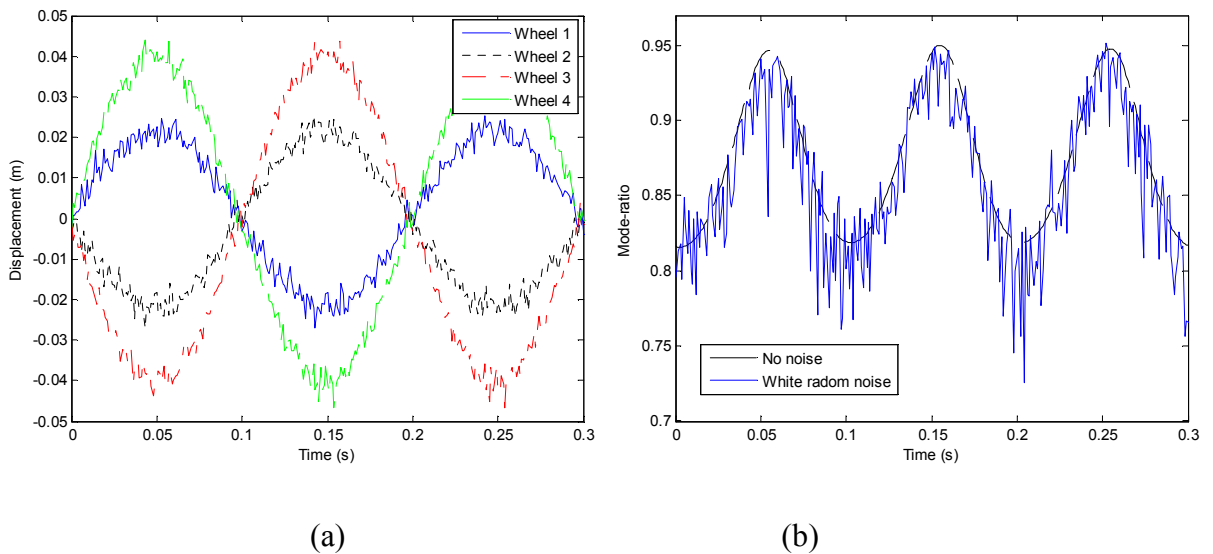 0.05
0.04
0.03
0.02
0.01
0
-0.01
-0.02
-0.03
-0.04
-0.05
Displacement (m)
0
0.05
0.1
0.15
0.2
0.25
0.3
Time (s)
Wheel 1
Wheel 2
Wheel 3
Wheel 4
(a)
0.95
0.9
0.85
0.8
0.75
0.7
Mode-ratio
0
0.05
0.1
0.15
0.2
0.25
0.3
Time (s)
No noise
White radom noise
(b)